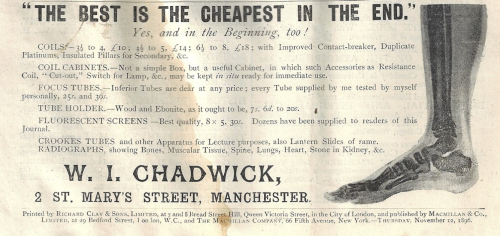 "THE BEST IS THE CHEAPEST IN THE END."
Yes, and in the Beginning, too!
COILS.—3½ to 4, £10; 4½ to 5, £14; 6½ to 8, £18; with Improved Contact-breaker, Duplicate
Platinums, Insulated Pillars for Secondary, &c.
COIL CABINETS.—Not a simple Box, but a useful Cabinet, in which such Accessories as Resistance
Coil, "Cut-out," Switch for Lamp, &c., may be kept in situ ready for immediate use.
FOCUS TUBES.—Inferior Tubes are dear at any price; every Tube supplied by me tested by myself
personally, 25s. and 30s.
TUBE HOLDER.—Wood and Ebonite, as it ought to be, 7s. 6d. to 20s.
FLUORESCENT SCREENS—Best quality, 8 × 5, 30s. Dozens have been supplied to readers of this
Journal.
CROOKES TUBES and other Apparatus for Lecture purposes, also Lantern Slides of same.
RADIOGRAPHS, showing Bones, Muscular Tissue, Spine, Lungs, Heart, Stone in Kidney, &c.
W. I. CHADWICK,
2 ST. MARY'S STREET, MANCHESTER.
Printed by RICHARD CLAY & SONS, LIMITED, at 7 and 8 Bread Street Hill, Queen Victoria Street, in the City of London, and published by MACMILLAN & CO.,
LIMITED, at 29 Bedford Street, London, W.C., and THE MACMILLAN COMPANY, 66 Fifth Avenue, New York.—THURSDAY, November 12, 1896.